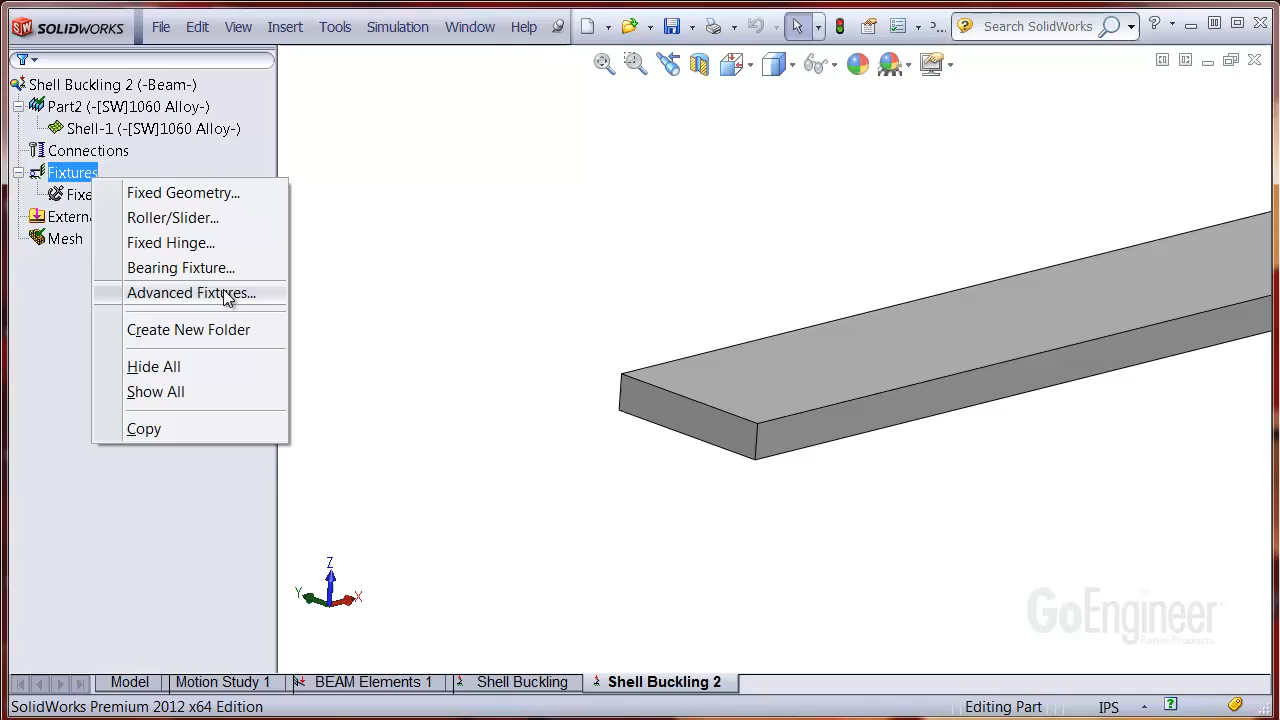 SW SOLIDWORKS File Edit View Insert Tools Simulation Window Help Search SolidWorks
Shell Buckling 2 (-Beam-)
Part2 (-[SW]1060 Alloy-)
Shell-1 (-[SW]1060 Alloy-)
Connections
Fixtures
Fixe
Externa
Mesh
Fixed Geometry...
Roller/Slider...
Fixed Hinge...
Bearing Fixture...
Advanced Fixtures...
Create New Folder
Hide All
Show All
Copy
Z
Y
X
GoEngineer
Model Motion Study 1 BEAM Elements 1 Shell Buckling Shell Buckling 2
SolidWorks Premium 2012 x64 Edition Editing Part IPS